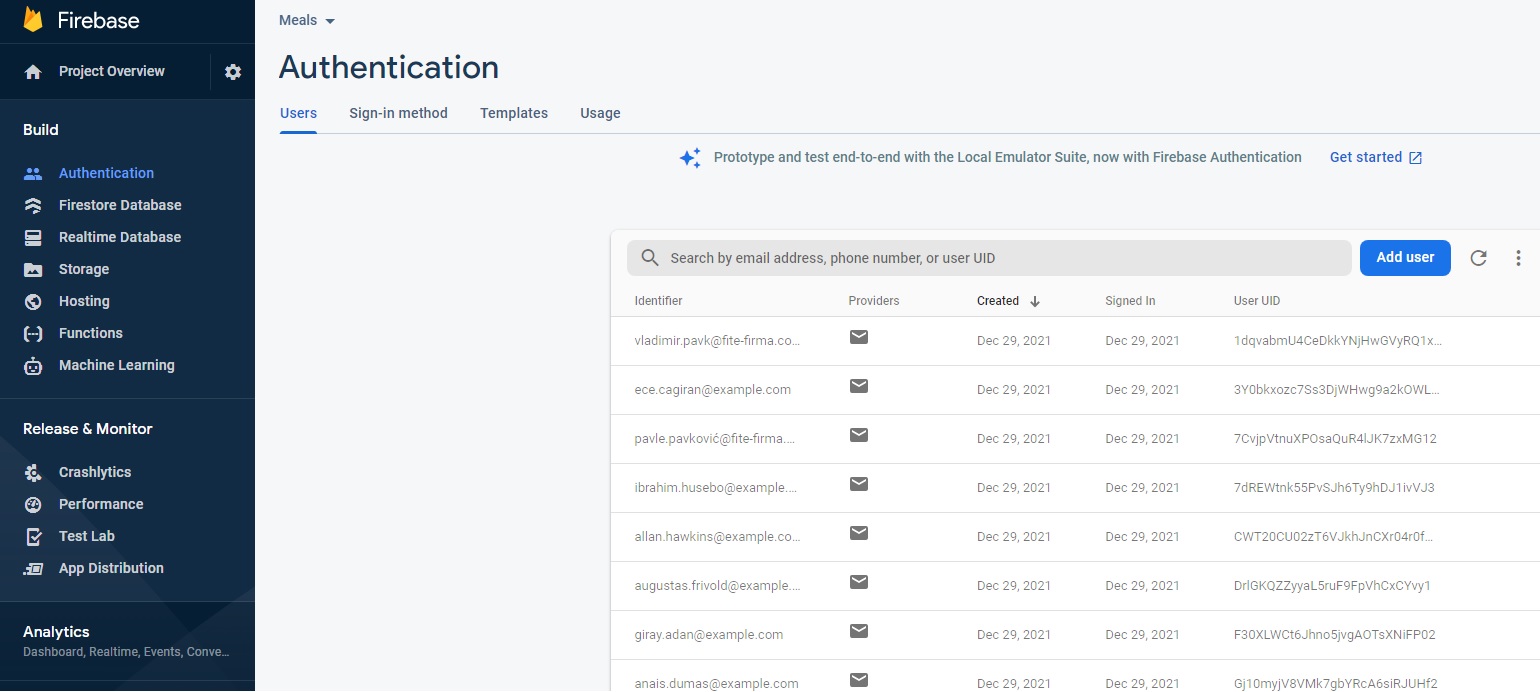 Firebase
Project Overview
Build
Authentication
Firestore Database
Realtime Database
Storage
Hosting
Functions
Machine Learning
Release & Monitor
Crashlytics
Performance
Test Lab
App Distribution
Analytics
Dashboard, Realtime, Events, Conve...
Meals
Authentication
Users Sign-in method Templates Usage
Prototype and test end-to-end with the Local Emulator Suite, now with Firebase Authentication Get started
Search by email address, phone number, or user UID Add user
Identifier Providers Created Signed In User UID
vladimir.pavk@fite-firma.co... Dec 29, 2021 Dec 29, 2021 1dqvabmU4CeDkkYNjHwGVyRQ1x...
ece.cagiran@example.com Dec 29, 2021 Dec 29, 2021 3Y0bkxozc7Ss3DjWHwg9a2kOWL...
pavle.pavković@fite-firma.... Dec 29, 2021 Dec 29, 2021 7CvjpVtnuXPOsaQuR4lJK7zxMG12
ibrahim.husebo@example.... Dec 29, 2021 Dec 29, 2021 7dREWtnk55PvSJh6Ty9hDJ1ivVJ3
allan.hawkins@example.co... Dec 29, 2021 Dec 29, 2021 CWT20CU02zT6VJkhJnCXr04r0f...
augustas.frivold@example.... Dec 29, 2021 Dec 29, 2021 DrlGKQZZyyaL5ruF9FpVhCxCYvy1
giray.adan@example.com Dec 29, 2021 Dec 29, 2021 F30XLWCt6Jhno5jvgAOTsXNiFP02
anais.dumas@example.com Dec 29, 2021 Dec 29, 2021 Gj10myjV8VMk7gbYRcA6siRJUHf2